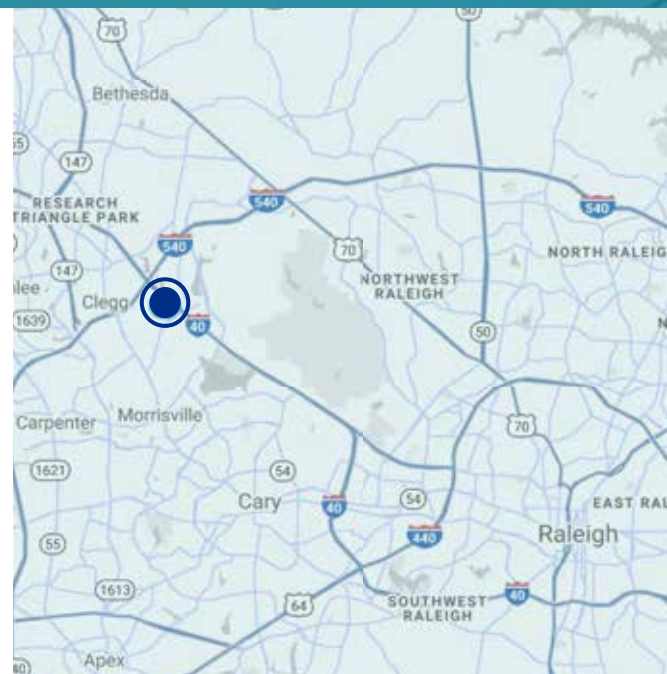 50
70
Bethesda
55
147
540
RESEARCH
TRIANGLE PARK
540
540
70
NORTH RALEIG
147
NORTHWEST
RALEIGH
lee
Clegg
1639
40
50
N
Carpenter
Morrisville
70
1621
54
Cary
54
40
EAST RAL
440
Raleigh
55
1613
64
SOUTHWEST
RALEIGH
40
40
Apex